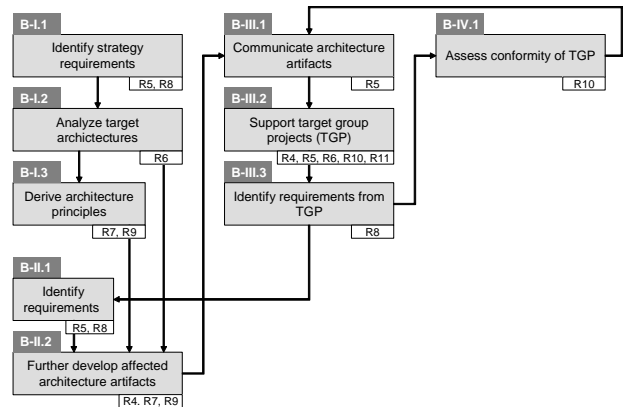 B-I.1
Identify strategy
requirements
R5, R8
B-I.2
Analyze target
archictectures
R6
B-I.3
Derive architecture
principles
R7, R9
B-II.1
Identify
requirements
R5, R8
B-II.2
Further develop affected
architecture artifacts
R4. R7, R9
B-III.1
Communicate architecture
artifacts
R5
B-III.2
Support target group
projects (TGP)
R4, R5, R6, R10, R11
B-III.3
Identify requirements from
TGP
R8
B-IV.1
Assess conformity of TGP
R10